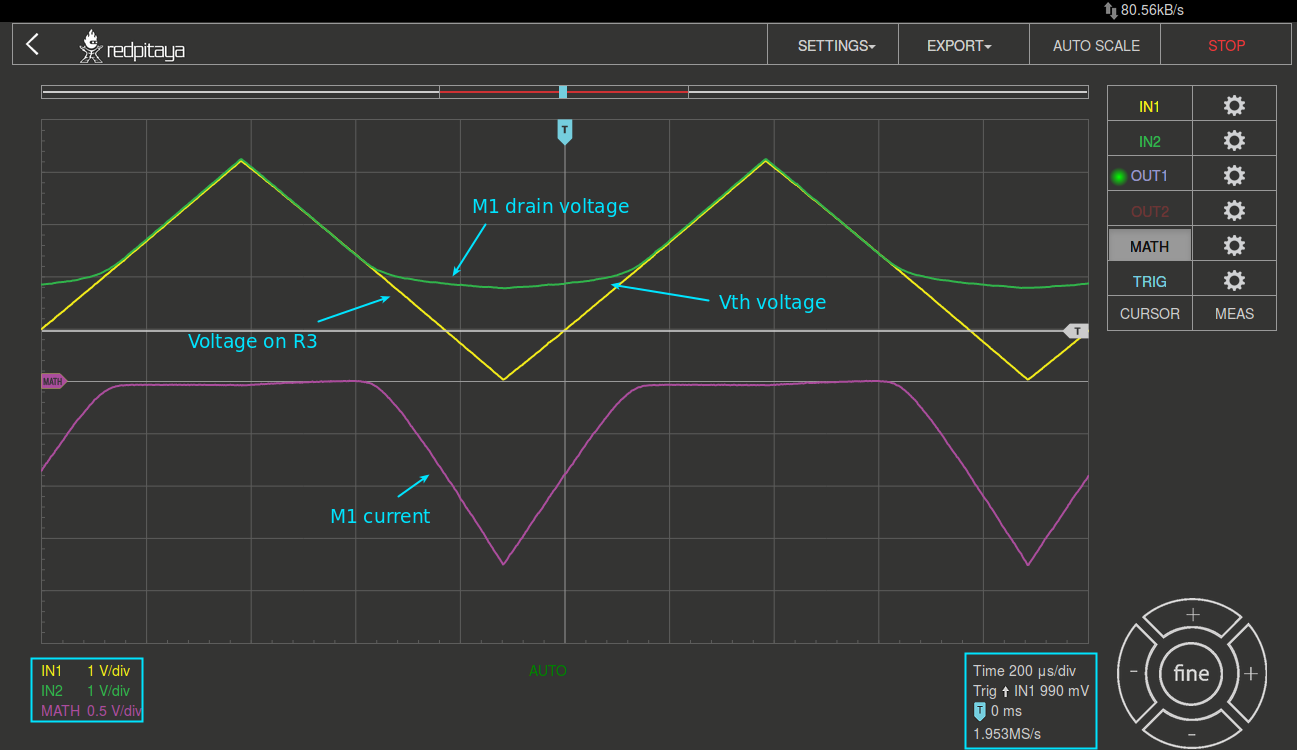 80.56kB/s
redpitaya
SETTINGS
EXPORT
AUTO SCALE
STOP
T
IN1
IN2
OUT1
OUT2
MATH
TRIG
CURSOR
MEAS
M1 drain voltage
Vth voltage
Voltage on R3
T
MATH
M1 current
IN1 1 V/div
IN2 1 V/div
MATH 0.5 V/div
AUTO
Time 200 µs/div
Trig IN1 990 mV
T 0 ms
1.953MS/s
+
- fine +
-